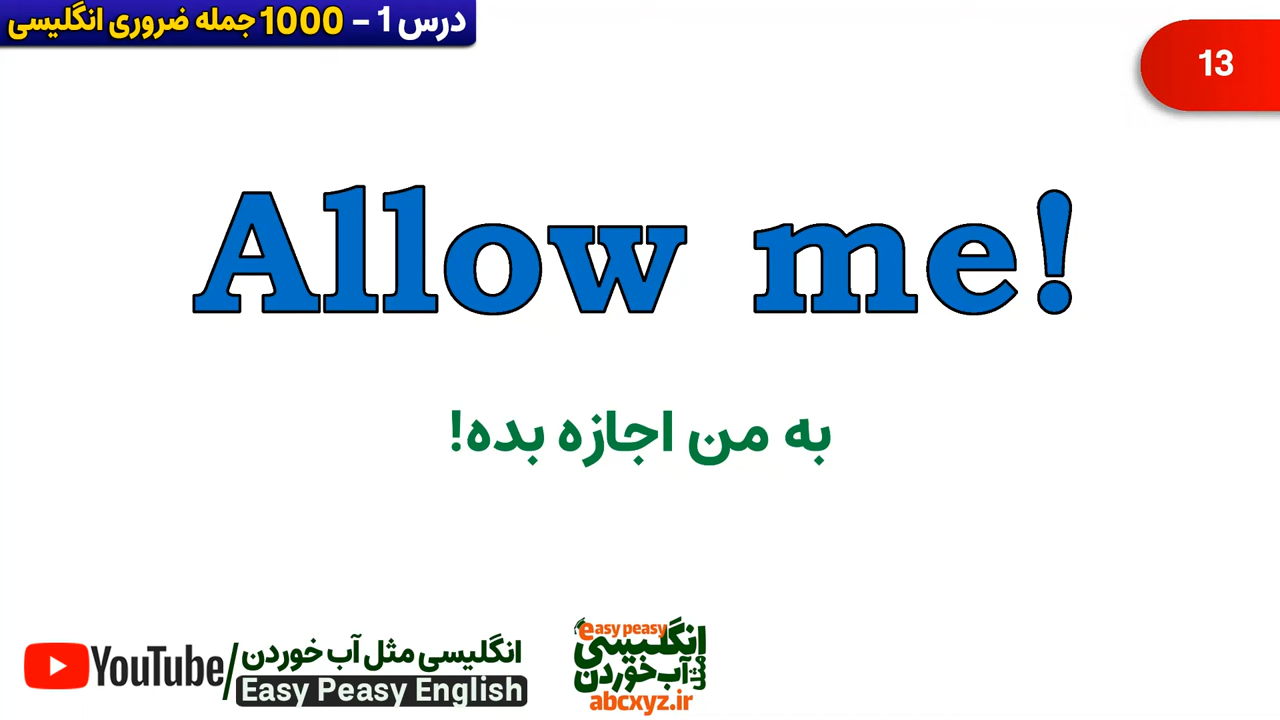 درس 1 – 1000 جمله ضروری انگلیسی
13
Allow me!
به من اجازه بده!
YouTube/انگلیسی مثل آب خوردن
Easy Peasy English
easy peasy
انگلیسی
مثل آب خوردن
abcxyz.ir